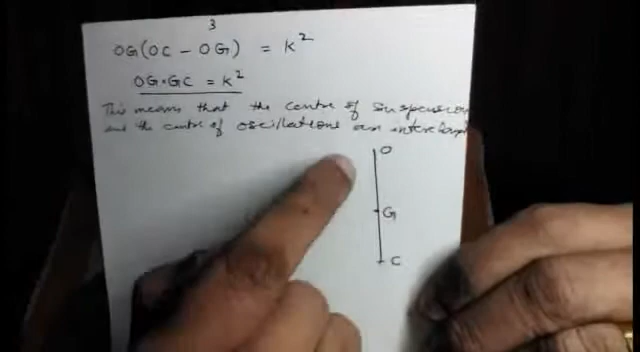 3
OG(OC - OG) = k²
OG·GC = k²
This means that the centre of suspension
and the centre of oscillations are
O
G
C